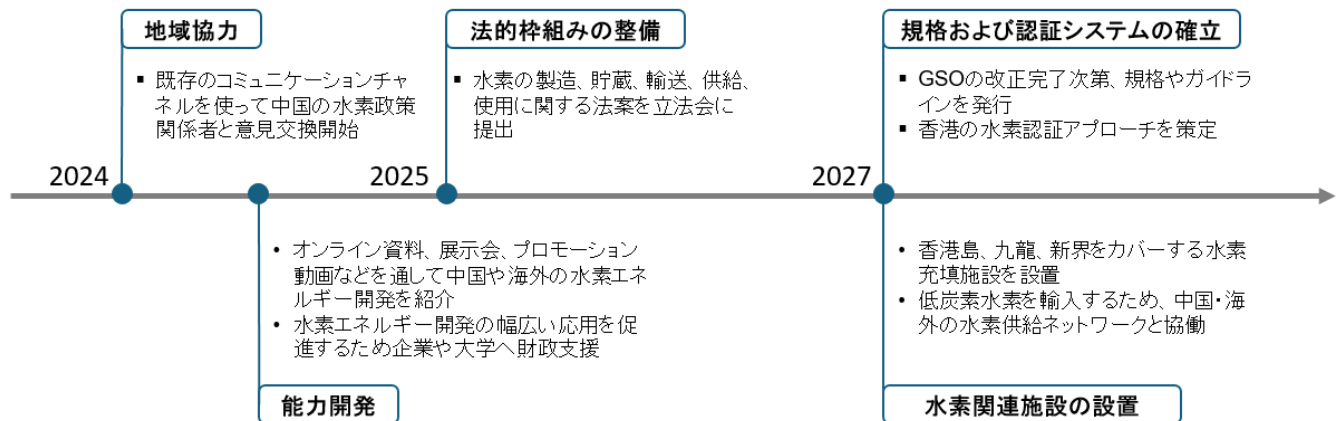 地域協力
▪ 既存のコミュニケーションチャ
ネルを使って中国の水素政策
関係者と意見交換開始
法的枠組みの整備
▪ 水素の製造、貯蔵、輸送、供給、
使用に関する法案を立法会に
提出
規格および認証システムの確立
▪ GSOの改正完了次第、規格やガイドラ
インを発行
▪ 香港の水素認証アプローチを策定
2024
2025
2027
• オンライン資料、展示会、プロモーション
動画などを通して中国や海外の水素エネ
ルギー開発を紹介
• 水素エネルギー開発の幅広い応用を促
進するため企業や大学へ財政支援
能力開発
• 香港島、九龍、新界をカバーする水素
充填施設を設置
• 低炭素水素を輸入するため、中国・海
外の水素供給ネットワークと協働
水素関連施設の設置